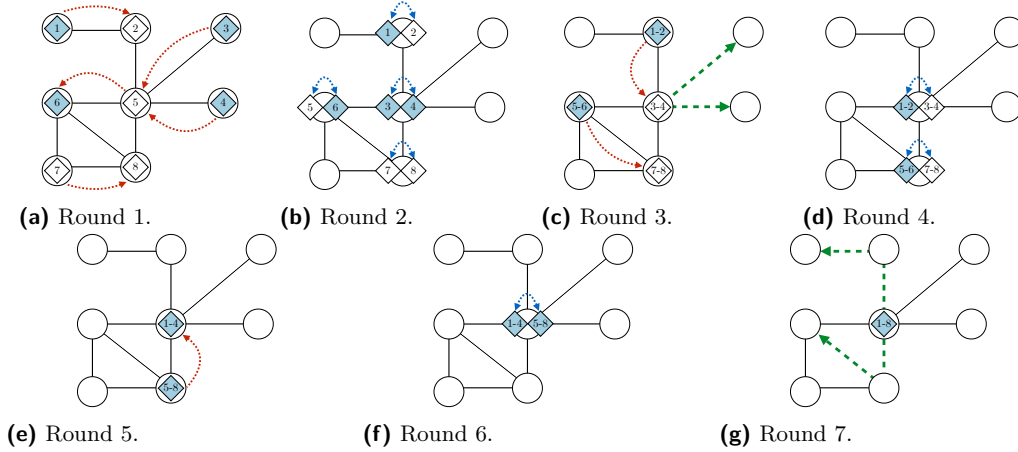 1 2 3
6 5 4
7 8
(a) Round 1.
1 2
5 6 3 4
7 8
(b) Round 2.
1-2
5-6 3-4
7-8
(c) Round 3.
1-2 3-4
5-6 7-8
(d) Round 4.
1-4
5-8
(e) Round 5.
1-4 5-8
(f) Round 6.
1-8
(g) Round 7.